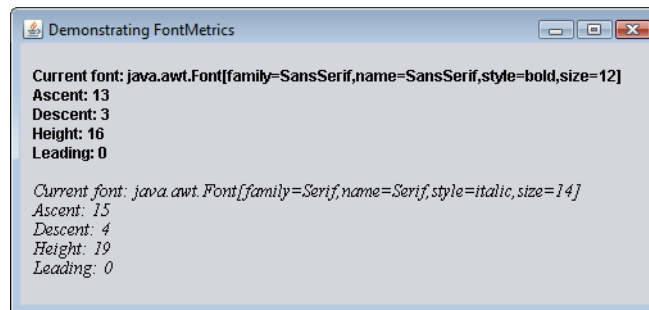 Demonstrating FontMetrics
Current font: java.awt.Font[family=SansSerif,name=SansSerif,style=bold,size=12]
Ascent: 13
Descent: 3
Height: 16
Leading: 0
Current font: java.awt.Font[family=Serif,name=Serif,style=italic,size=14]
Ascent: 15
Descent: 4
Height: 19
Leading: 0